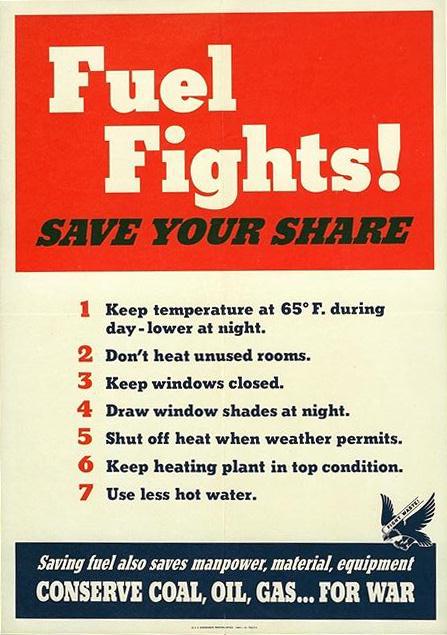 Fuel
Fights!
SAVE YOUR SHARE
1 Keep temperature at 65° F. during
day - lower at night.
2 Don't heat unused rooms.
3 Keep windows closed.
4 Draw window shades at night.
5 Shut off heat when weather permits.
6 Keep heating plant in top condition.
7 Use less hot water.
FIGHT WASTE!
Saving fuel also saves manpower, material, equipment
CONSERVE COAL, OIL, GAS... FOR WAR